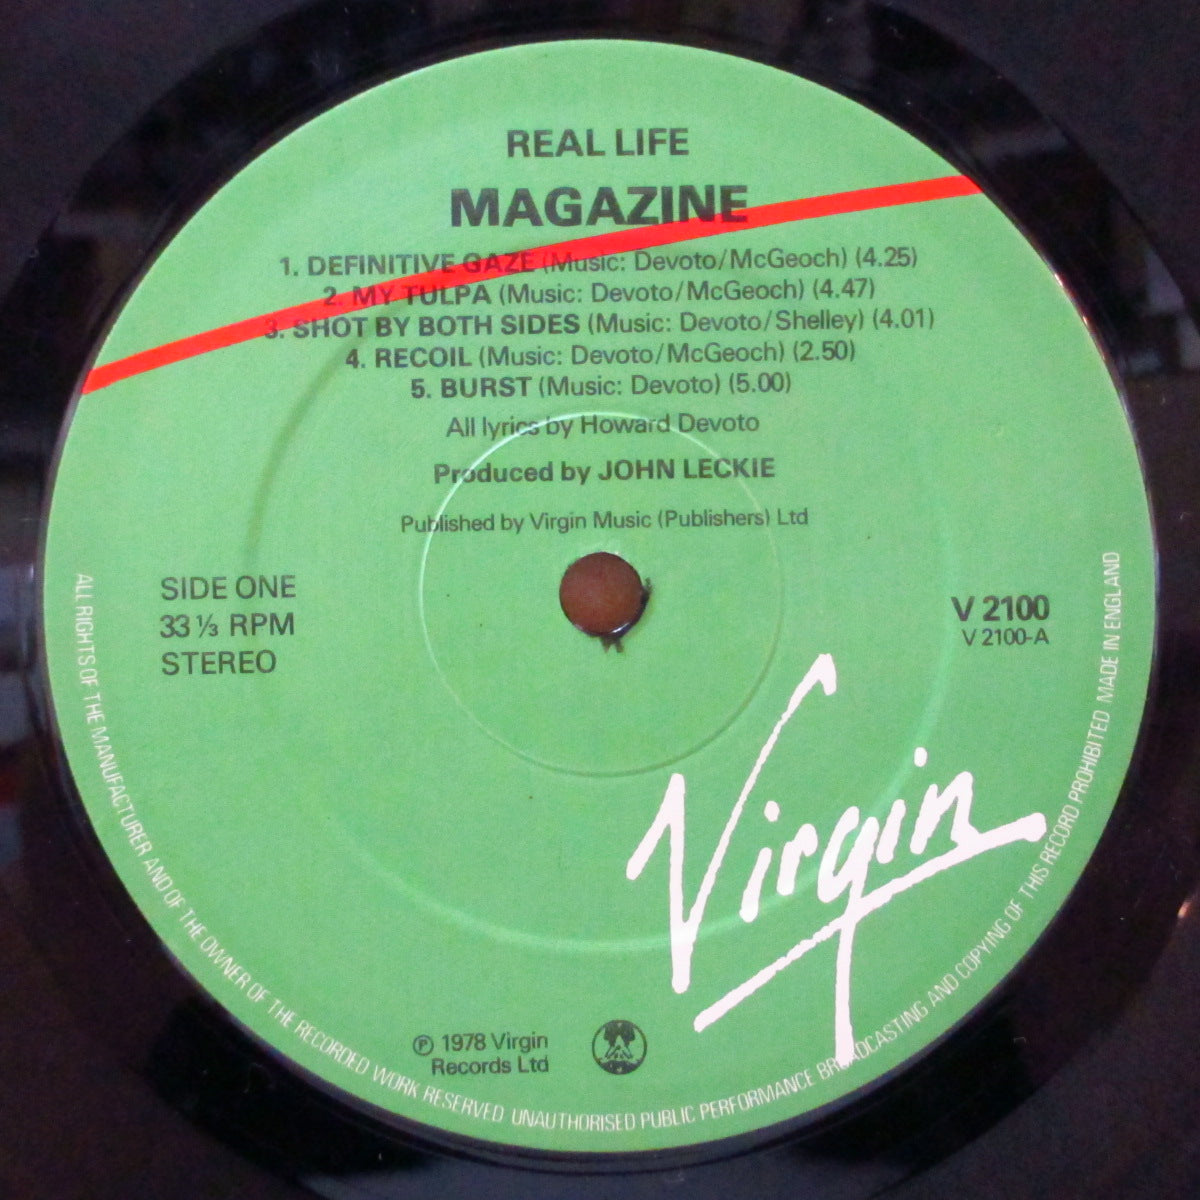 REAL LIFE
MAGAZINE
1. DEFINITIVE GAZE (Music: Devoto/McGeoch) (4.25)
2. MY TULPA (Music: Devoto/McGeoch) (4.47)
3. SHOT BY BOTH SIDES (Music: Devoto/Shelley) (4.01)
4. RECOIL (Music: Devoto/McGeoch) (2.50)
5. BURST (Music: Devoto) (5.00)
All lyrics by Howard Devoto
Produced by JOHN LECKIE
Published by Virgin Music (Publishers) Ltd
SIDE ONE
33 ⅓ RPM
STEREO
V 2100
V 2100-A
Virgin
℗ 1978 Virgin
Records Ltd
ALL RIGHTS OF THE MANUFACTURER AND OF THE OWNER OF THE RECORDED WORK RESERVED UNAUTHORISED PUBLIC PERFORMANCE BROADCASTING AND COPYING OF THIS RECORD PROHIBITED MADE IN ENGLAND